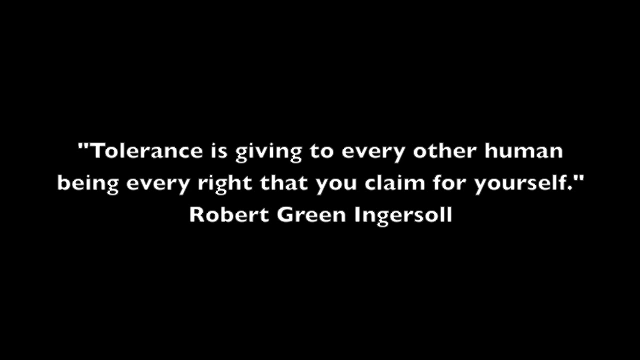 "Tolerance is giving to every other human
being every right that you claim for yourself."
Robert Green Ingersoll